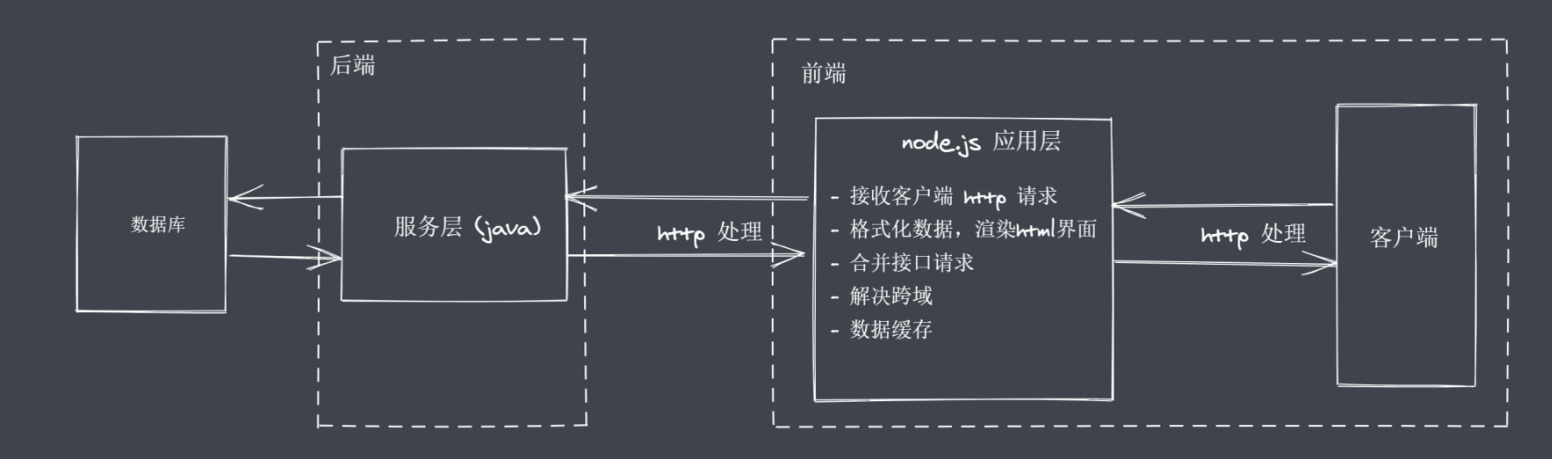 后端
前端
数据库
服务层 (java)
http 处理
node.js 应用层
- 接收客户端 http 请求
- 格式化数据，渲染html界面
- 合并接口请求
- 解决跨域
- 数据缓存
http 处理
客户端